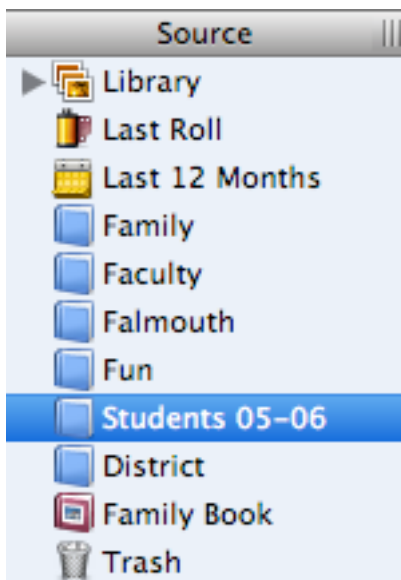 Source
Library
Last Roll
Last 12 Months
Family
Faculty
Falmouth
Fun
Students 05-06
District
Family Book
Trash